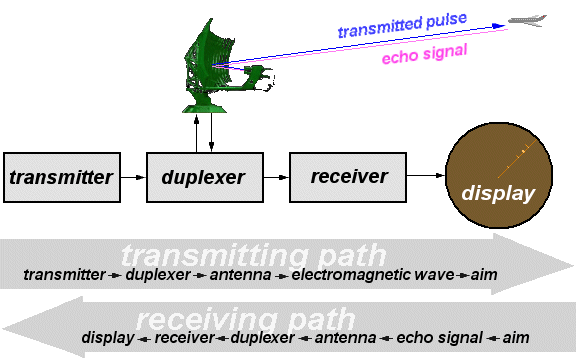 transmitted pulse
echo signal
transmitter
duplexer
receiver
display
transmitting path
transmitter duplexer antenna electromagnetic wave aim
receiving path
display receiver duplexer antenna echo signal aim